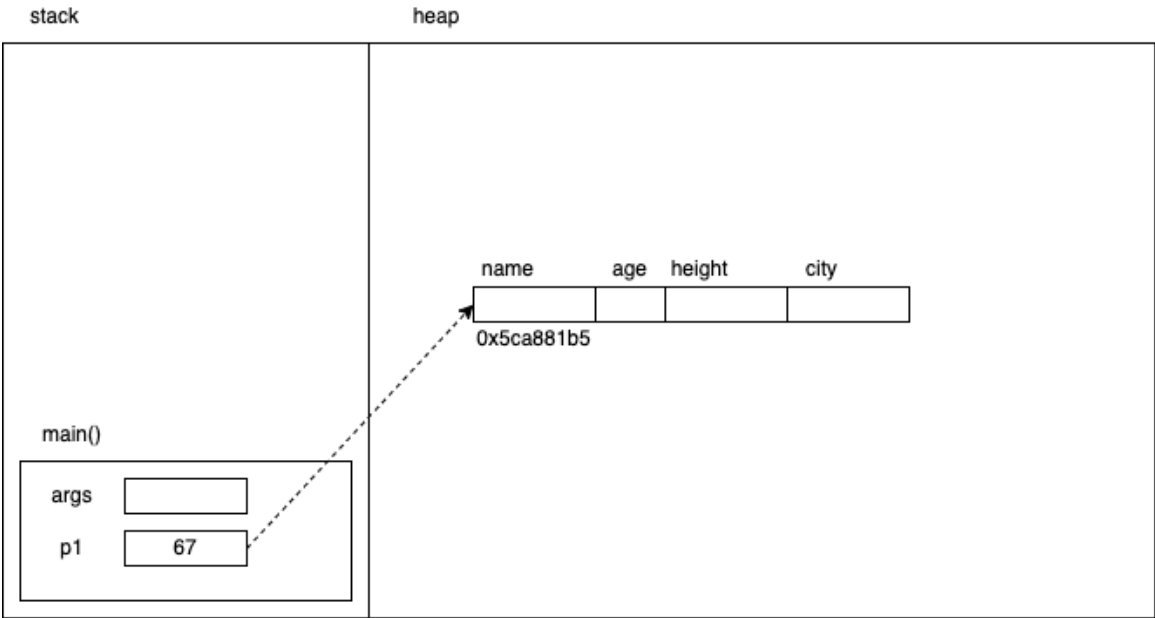 stack heap
name age height city
0x5ca881b5
main()
args
p1 67